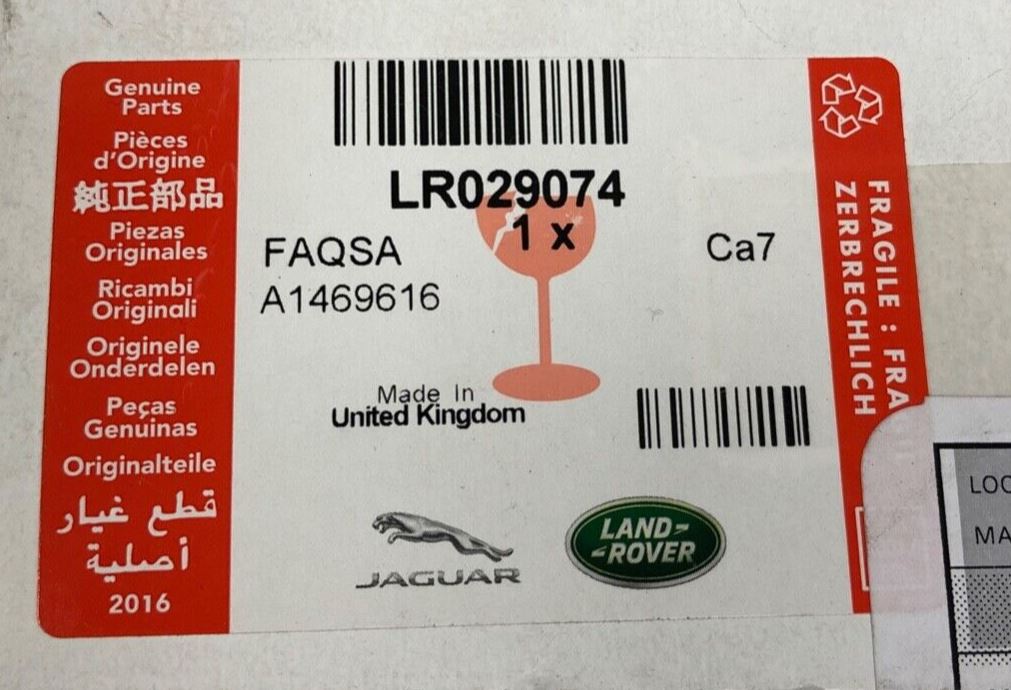 Genuine
Parts
Pièces
d'Origine
純正部品
Piezas
Originales
Ricambi
Originali
Originele
Onderdelen
Peças
Genuinas
Originalteile
قطع غيار
أصلية
2016
LR029074
1 x
FAQSA
Ca7
A1469616
Made In
United Kingdom
JAGUAR
LAND-
-ROVER
FRAGILE : FRA
ZERBRECHLICH
LOC
MA